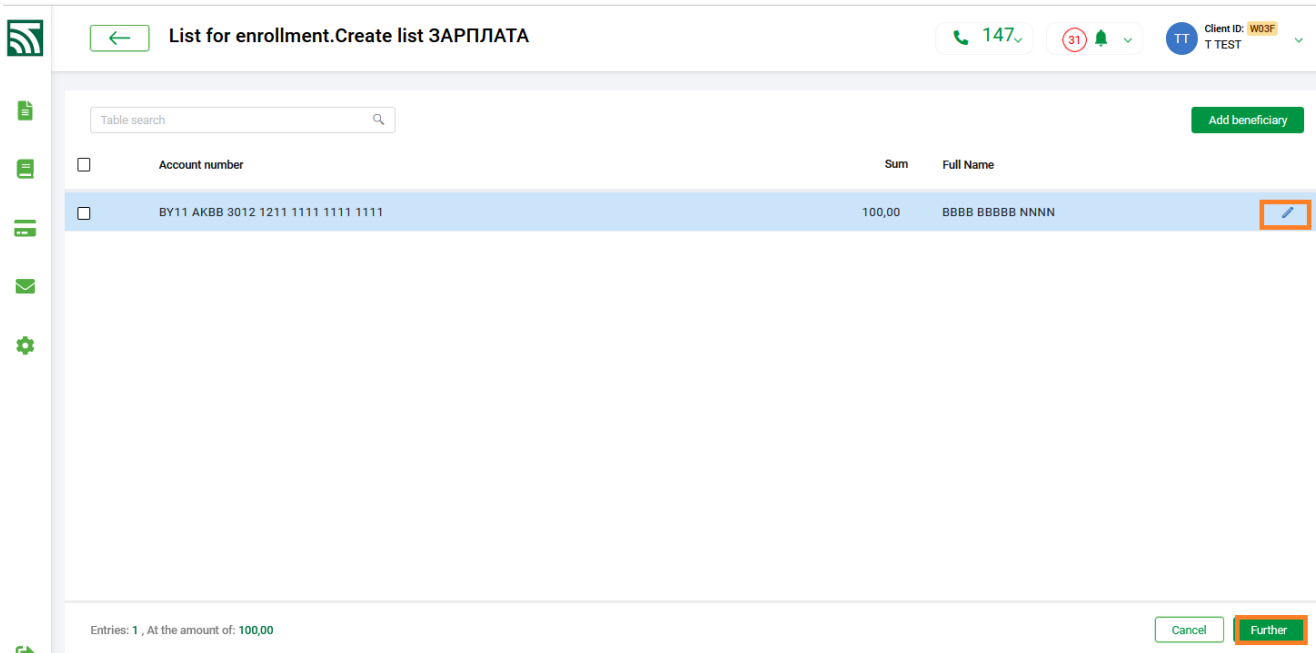 List for enrollment.Create list ЗАРПЛАТА
147
31
TT
Client ID: W03F
T TEST
Table search
Add beneficiary
Account number Sum Full Name
BY11 AKBB 3012 1211 1111 1111 1111 100,00 BBBB BBBBB NNNN
Entries: 1 , At the amount of: 100,00
Cancel
Further